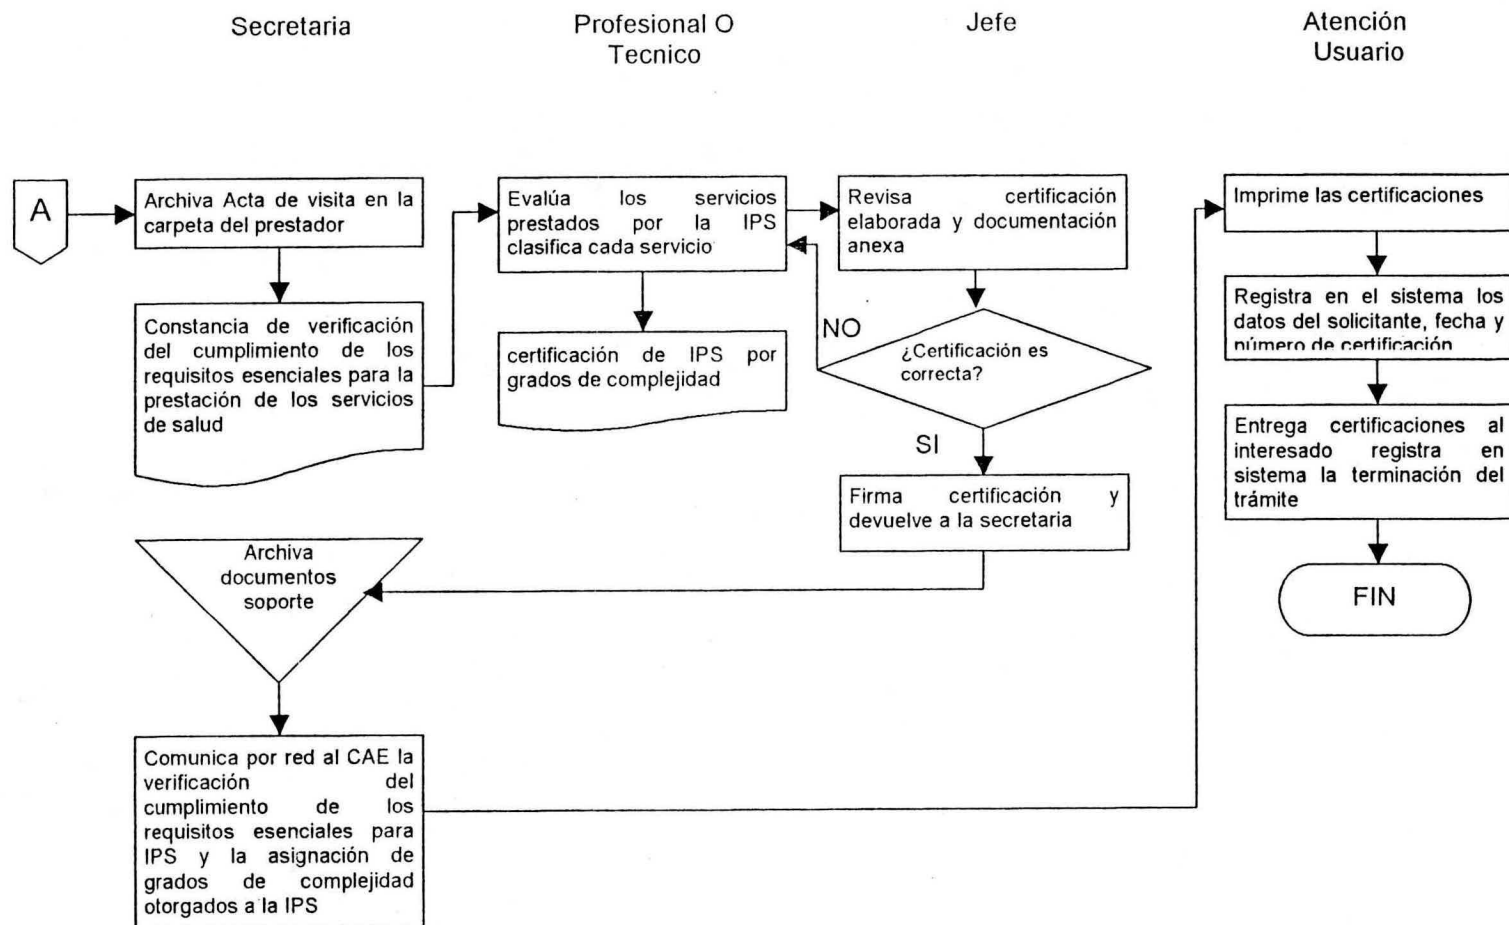 Secretaria
Profesional O
Tecnico
Jefe
Atención
Usuario
A
Archiva Acta de visita en la
carpeta del prestador
Constancia de verificación
del cumplimiento de los
requisitos esenciales para la
prestación de los servicios
de salud
Archiva
documentos
soporte
Comunica por red al CAE la
verificación del
cumplimiento de los
requisitos esenciales para
IPS y la asignación de
grados de complejidad
otorgados a la IPS
Evalúa los servicios
prestados por la IPS
clasifica cada servicio
certificación de IPS por
grados de complejidad
Revisa certificación
elaborada y documentación
anexa
NO
¿Certificación es
correcta?
SI
Firma certificación y
devuelve a la secretaria
Imprime las certificaciones
Registra en el sistema los
datos del solicitante, fecha y
número de certificación
Entrega certificaciones al
interesado registra en
sistema la terminación del
trámite
FIN